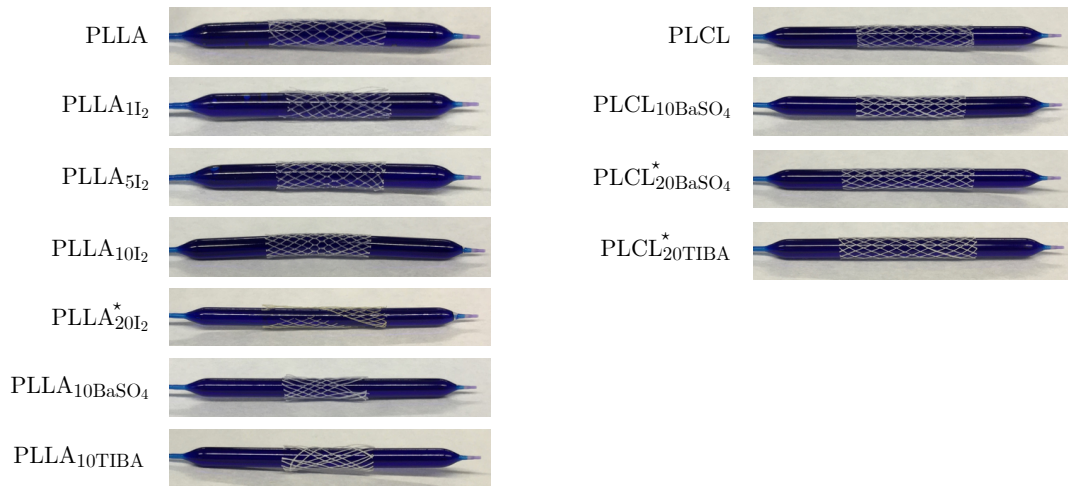 PLLA
PLLA1I2
PLLA5I2
PLLA10I2
PLLA⋆20I2
PLLA10BaSO4
PLLA10TIBA
PLCL
PLCL10BaSO4
PLCL⋆20BaSO4
PLCL⋆20TIBA